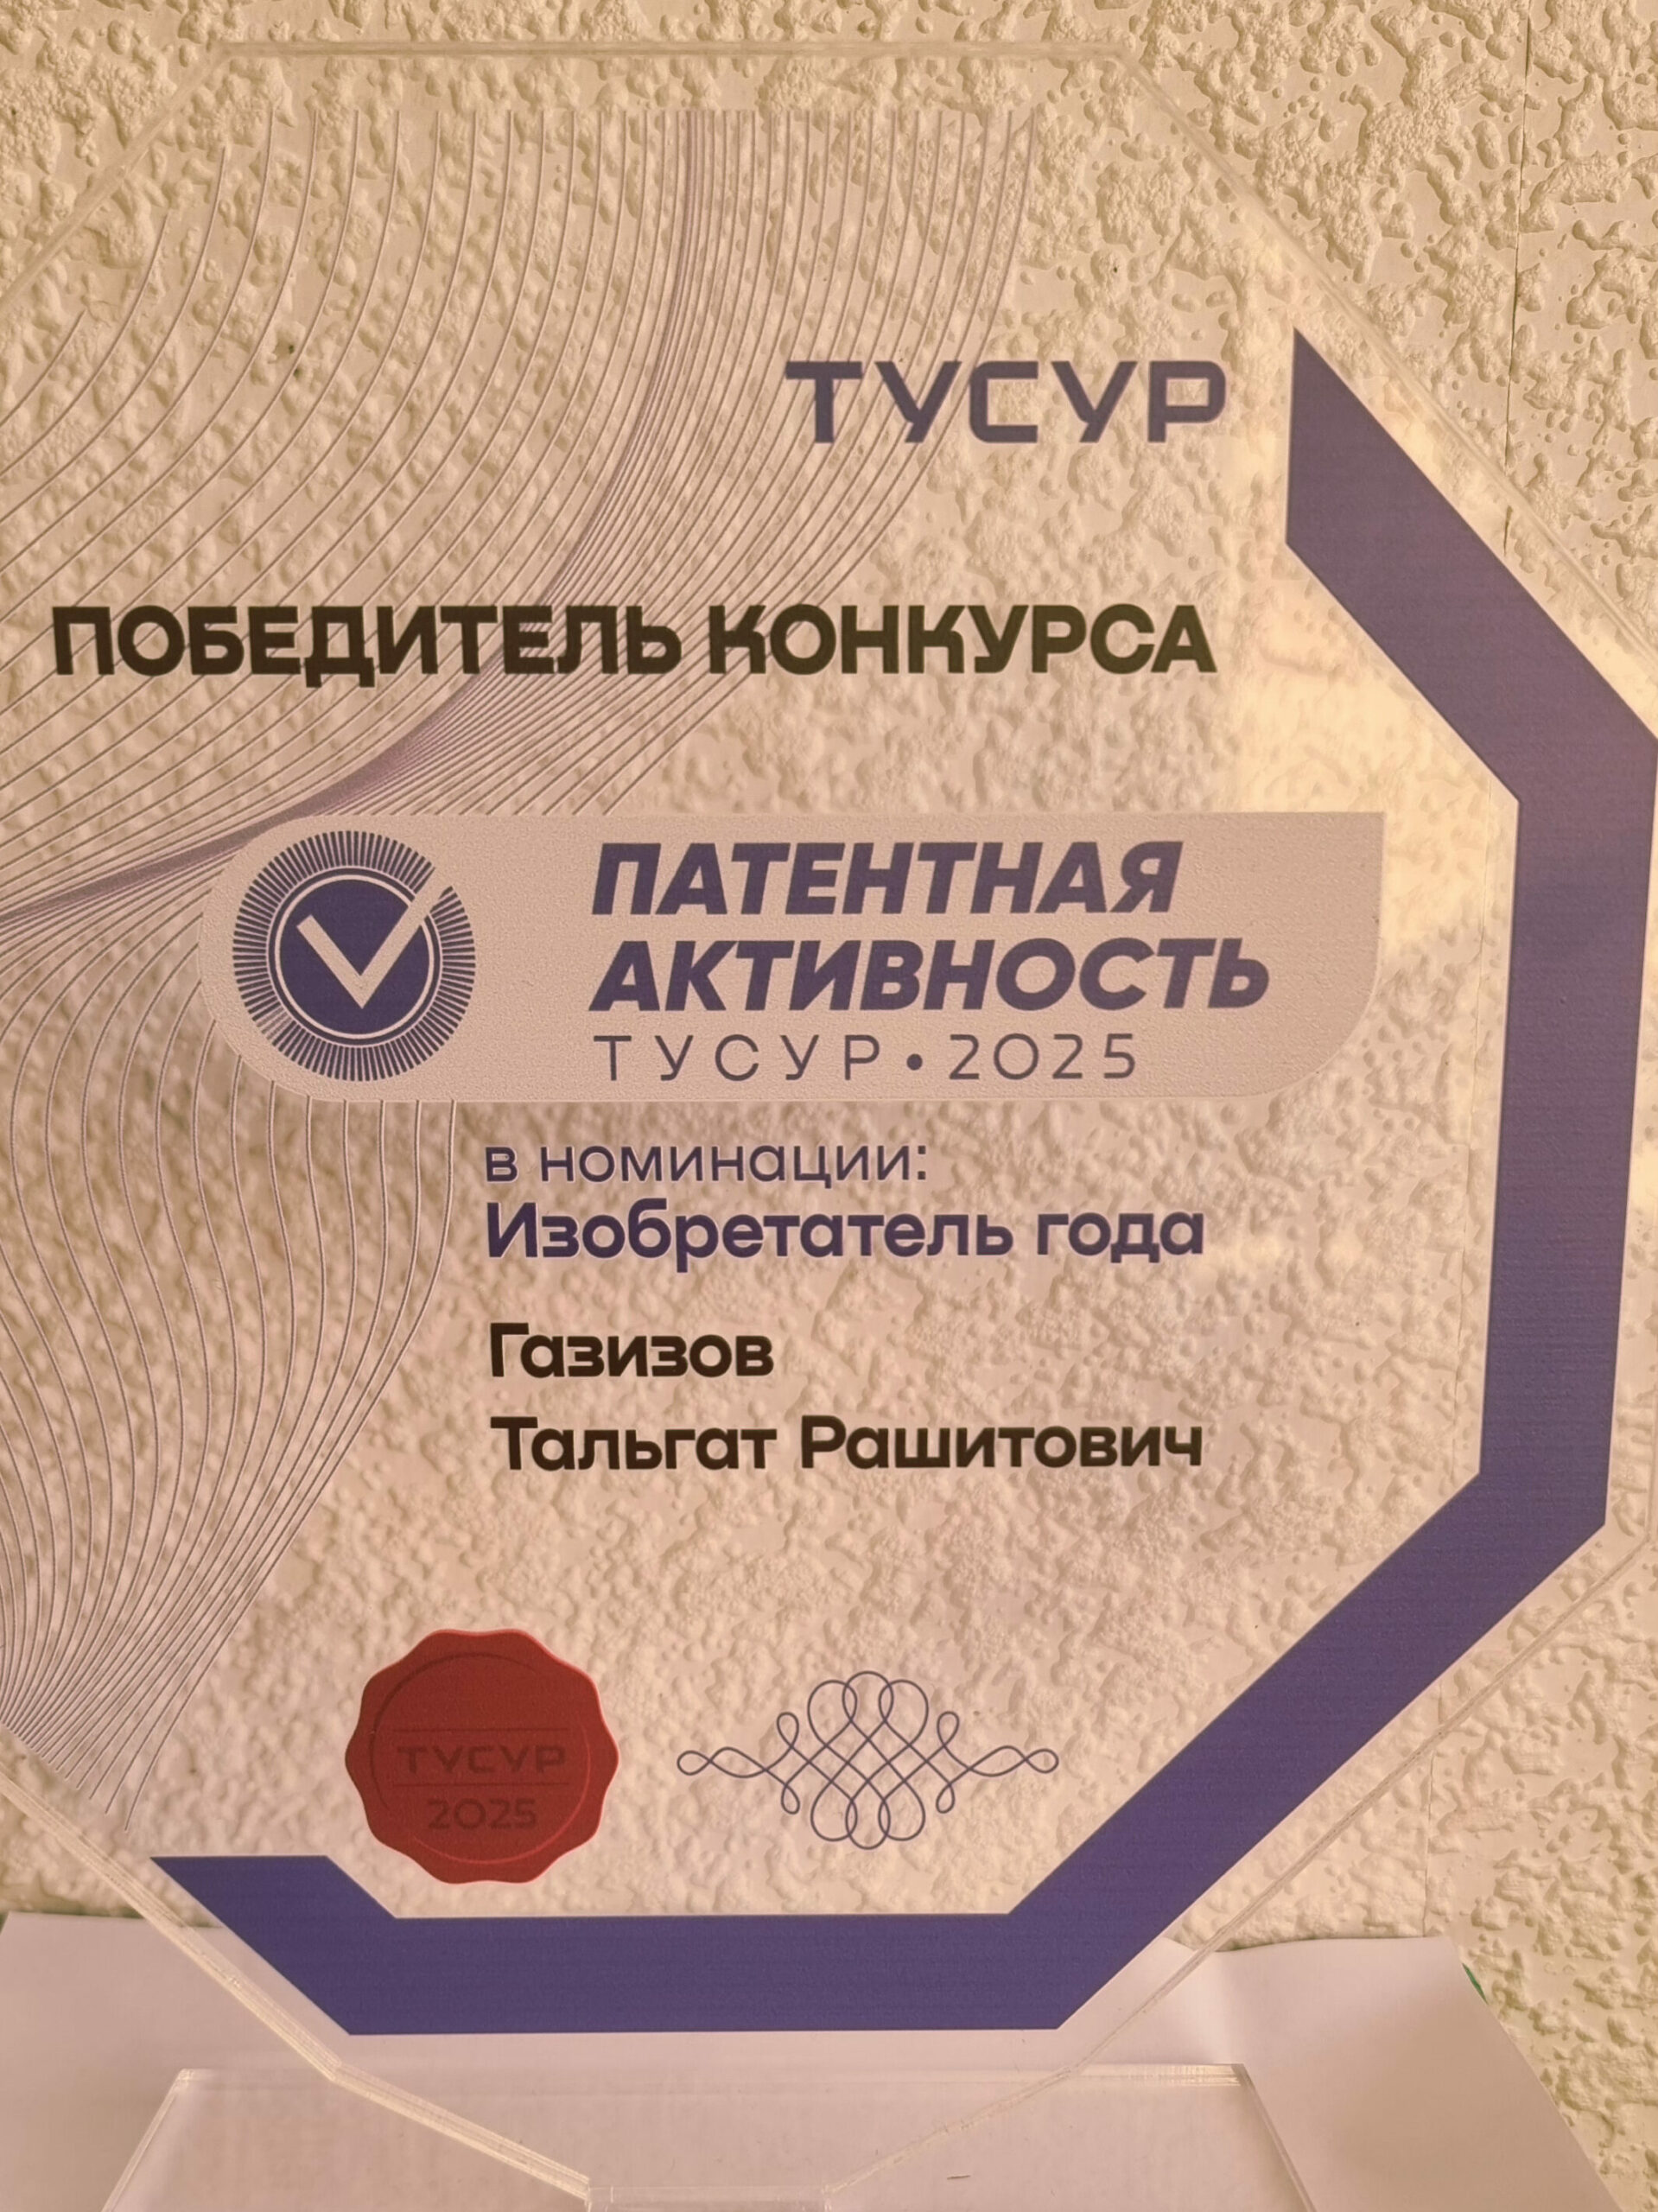 ТУСУР
ПОБЕДИТЕЛЬ КОНКУРСА
ПАТЕНТНАЯ
АКТИВНОСТЬ
ТУСУР • 2025
в номинации:
Изобретатель года
Газизов
Тальгат Рашитович
ТУСУР
2025